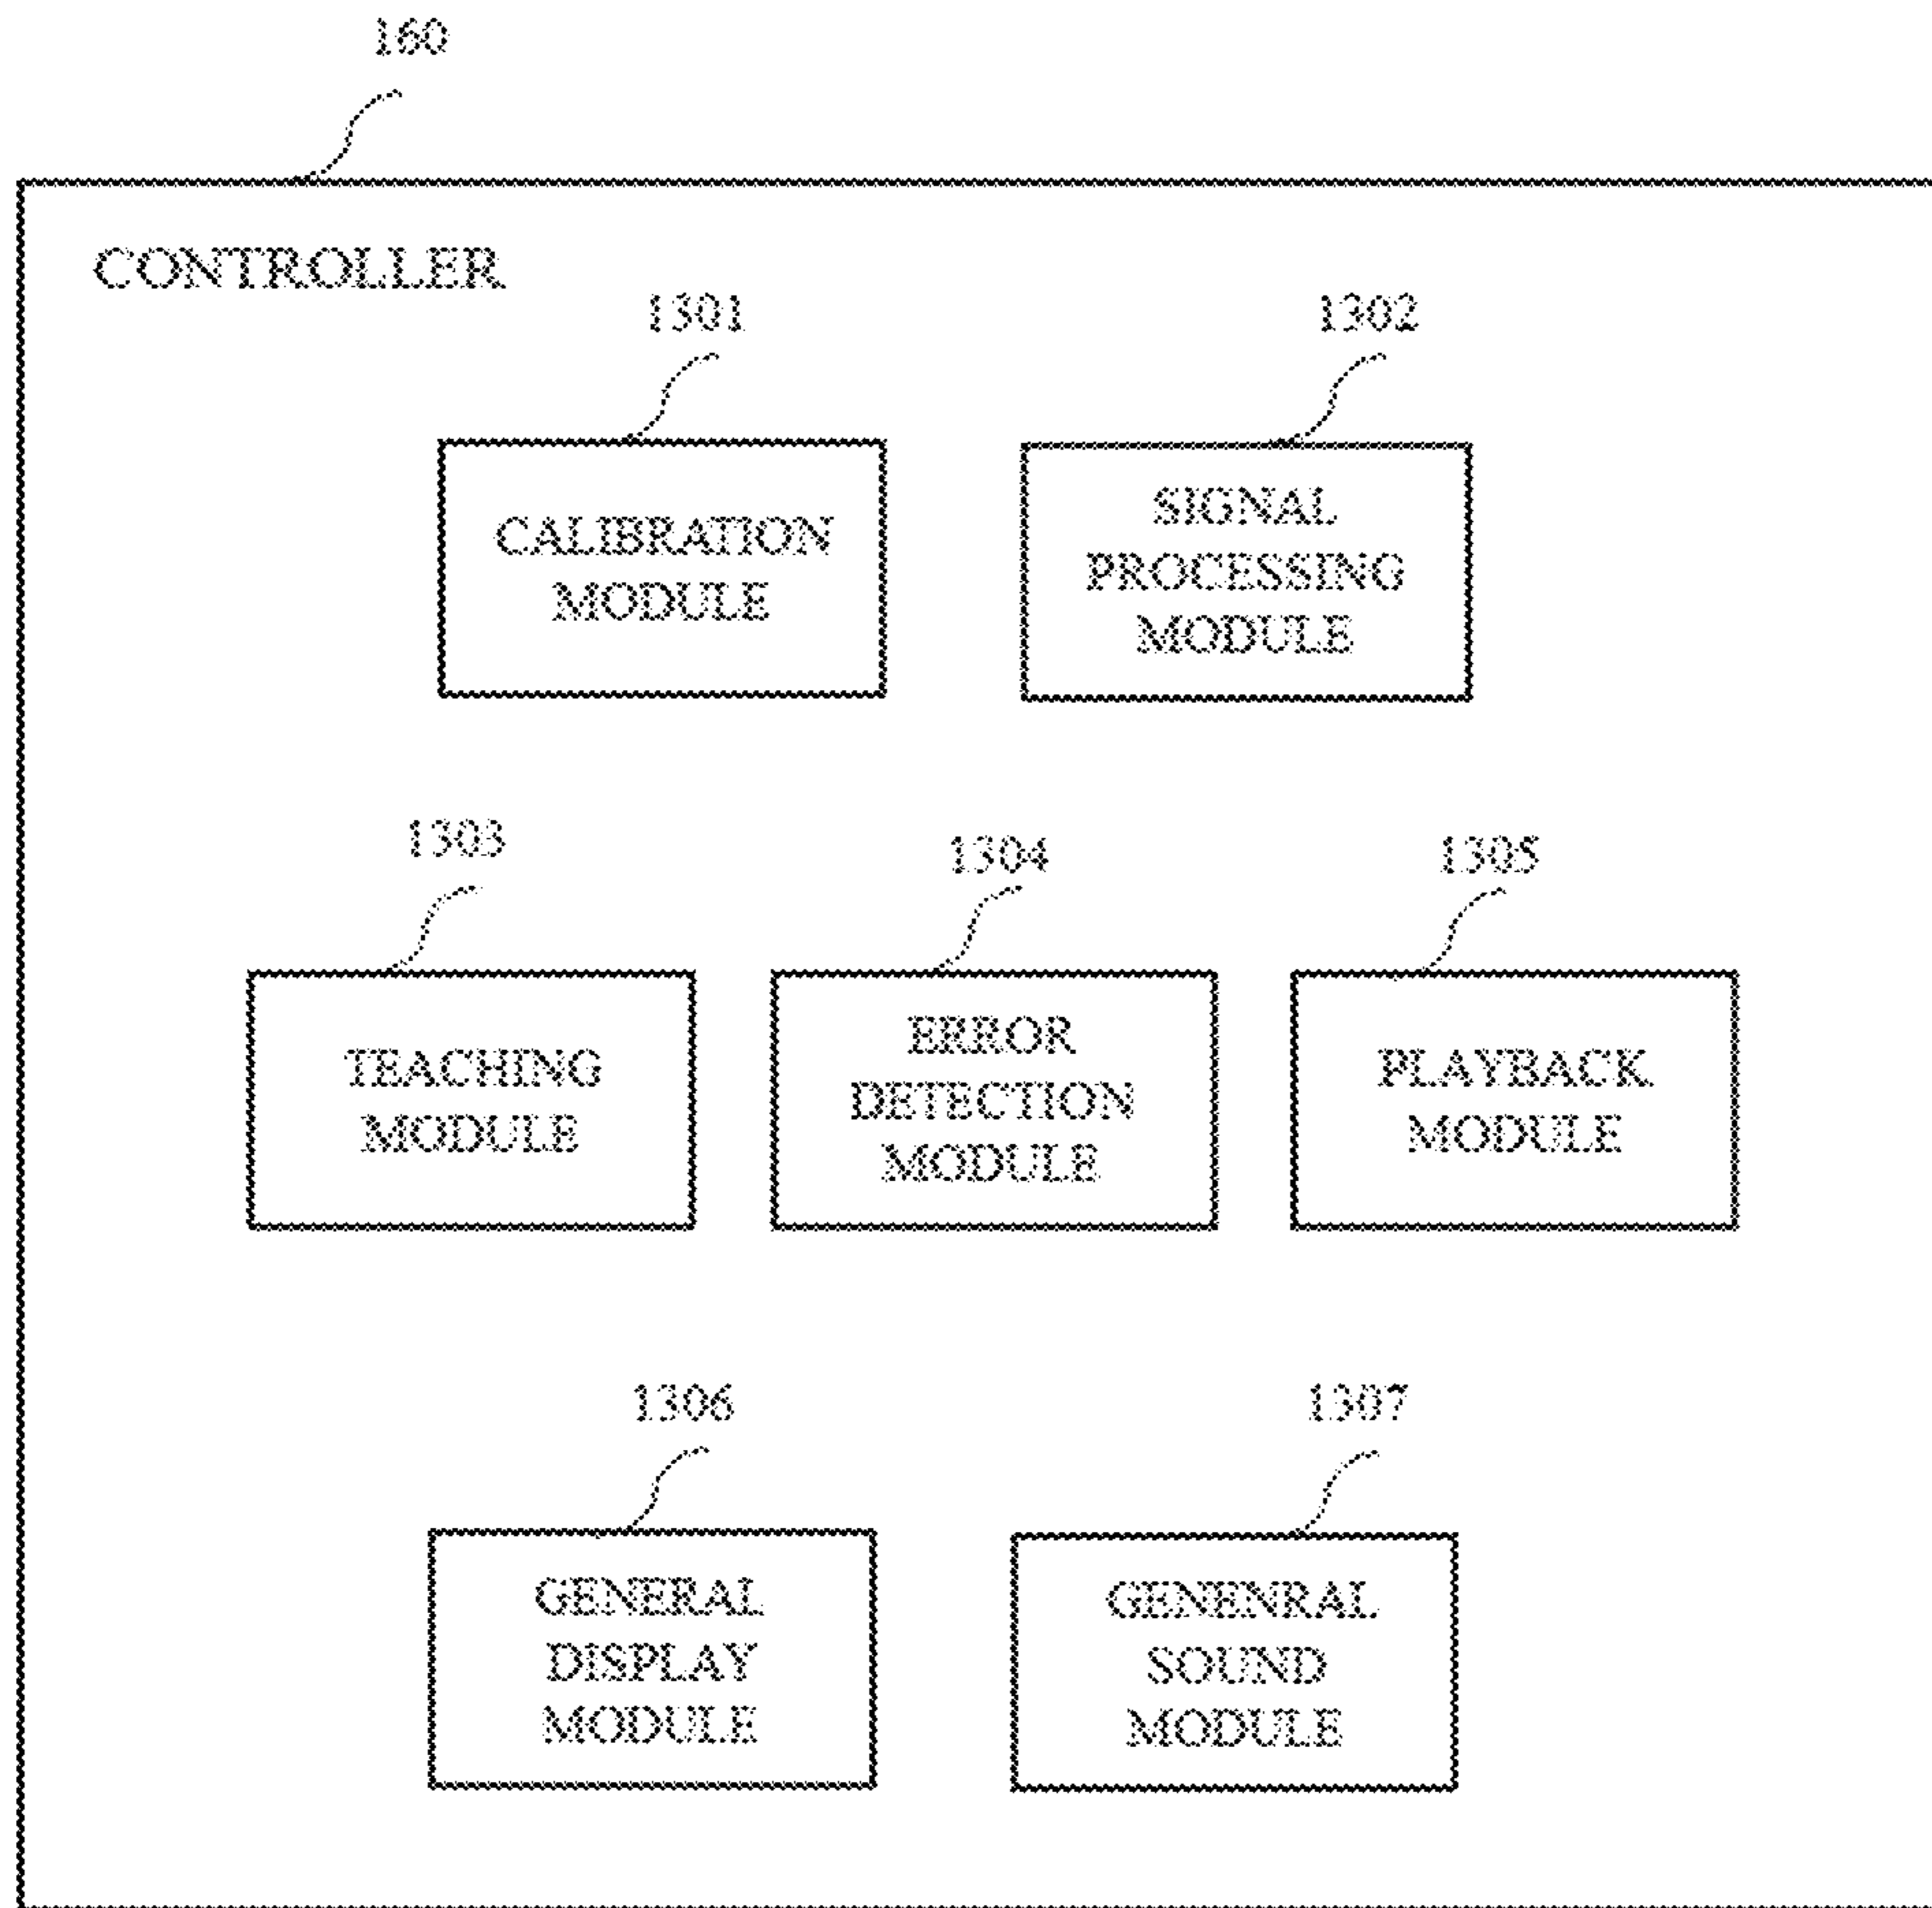 160
CONTROLLER
1301
1302
CALIBRATION
MODULE
SIGNAL
PROCESSING
MODULE
1303
1304
1305
TEACHING
MODULE
ERROR
DETECTION
MODULE
PLAYBACK
MODULE
1306
1307
GENERAL
DISPLAY
MODULE
GENENRAL
SOUND
MODULE